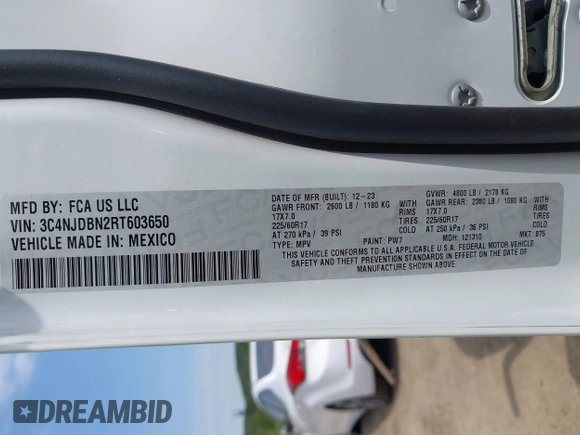 MFD BY: FCA US LLC
VIN: 3C4NJDBN2RT603650
VEHICLE MADE IN: MEXICO
DATE OF MFR (BUILT): 12-23
GAWR FRONT: 2600 LB / 1180 KG
17X7.0 RIMS
225/60R17 TIRES
AT 270 kPa / 39 PSI COLD
TYPE: MPV PAINT: PW7
GVWR: 4800 LB / 2178 KG
GAWR REAR: 2380 LB / 1080 KG
17X7.0 RIMS
225/60R17 TIRES
AT 250 kPa / 36 PSI COLD
MDH: 121312 MKT: 875
THIS VEHICLE CONFORMS TO ALL APPLICABLE U.S.A. FEDERAL MOTOR VEHICLE
SAFETY AND THEFT PREVENTION STANDARDS IN EFFECT ON THE DATE OF
MANUFACTURE SHOWN ABOVE.
DREAMBID